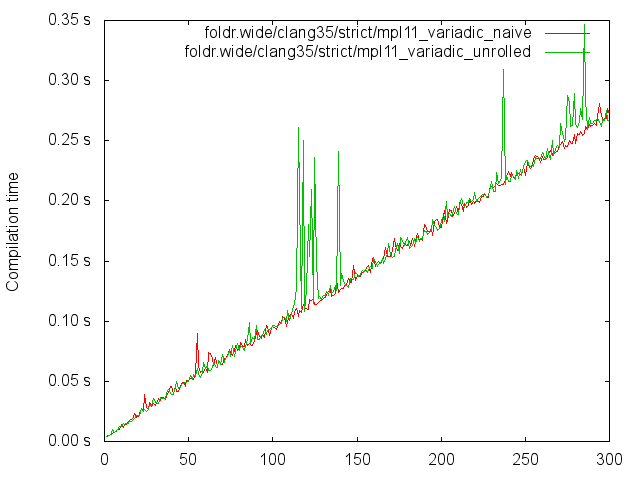 foldr.wide/clang35/strict/mpl11_variadic_naive
foldr.wide/clang35/strict/mpl11_variadic_unrolled
Compilation time
0.35 s
0.30 s
0.25 s
0.20 s
0.15 s
0.10 s
0.05 s
0.00 s
0 50 100 150 200 250 300